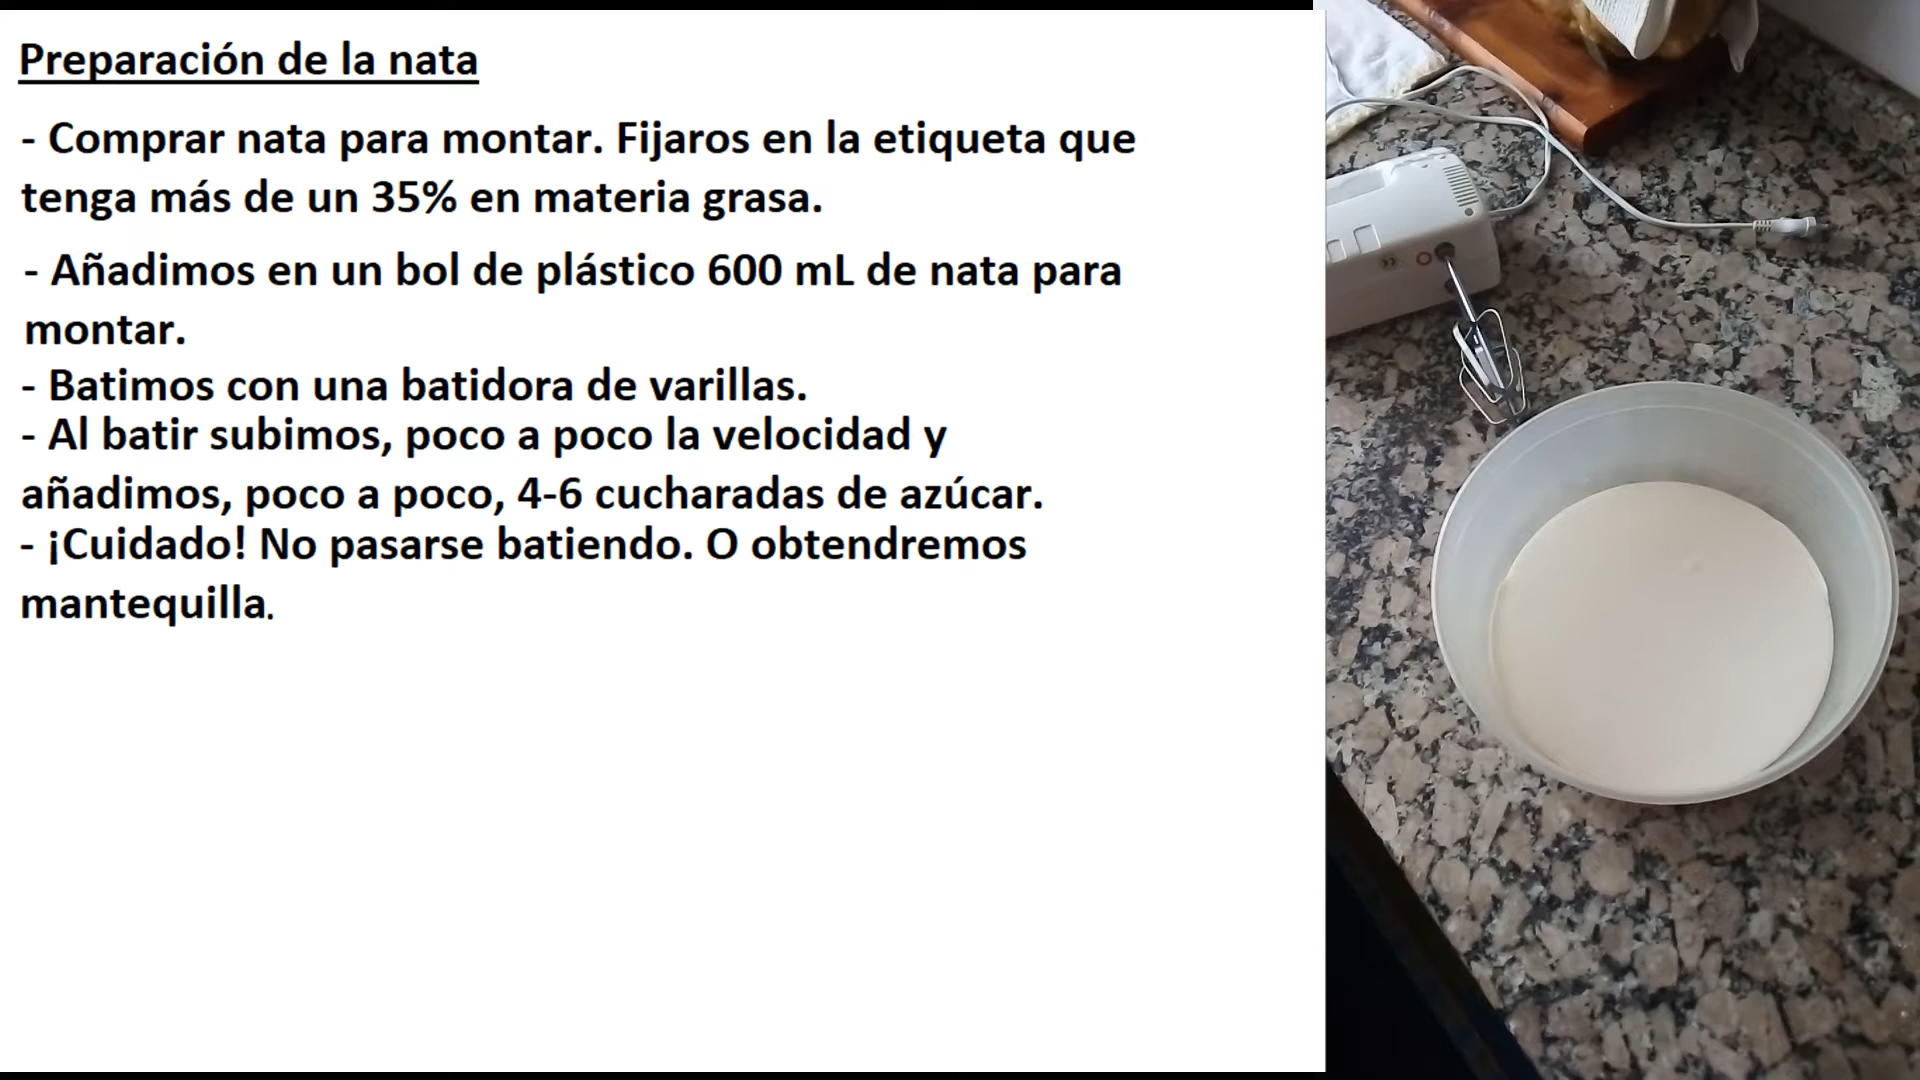 Preparación de la nata
- Comprar nata para montar. Fijaros en la etiqueta que
tenga más de un 35% en materia grasa.
- Añadimos en un bol de plástico 600 mL de nata para
montar.
- Batimos con una batidora de varillas.
- Al batir subimos, poco a poco la velocidad y
añadimos, poco a poco, 4-6 cucharadas de azúcar.
- ¡Cuidado! No pasarse batiendo. O obtendremos
mantequilla.